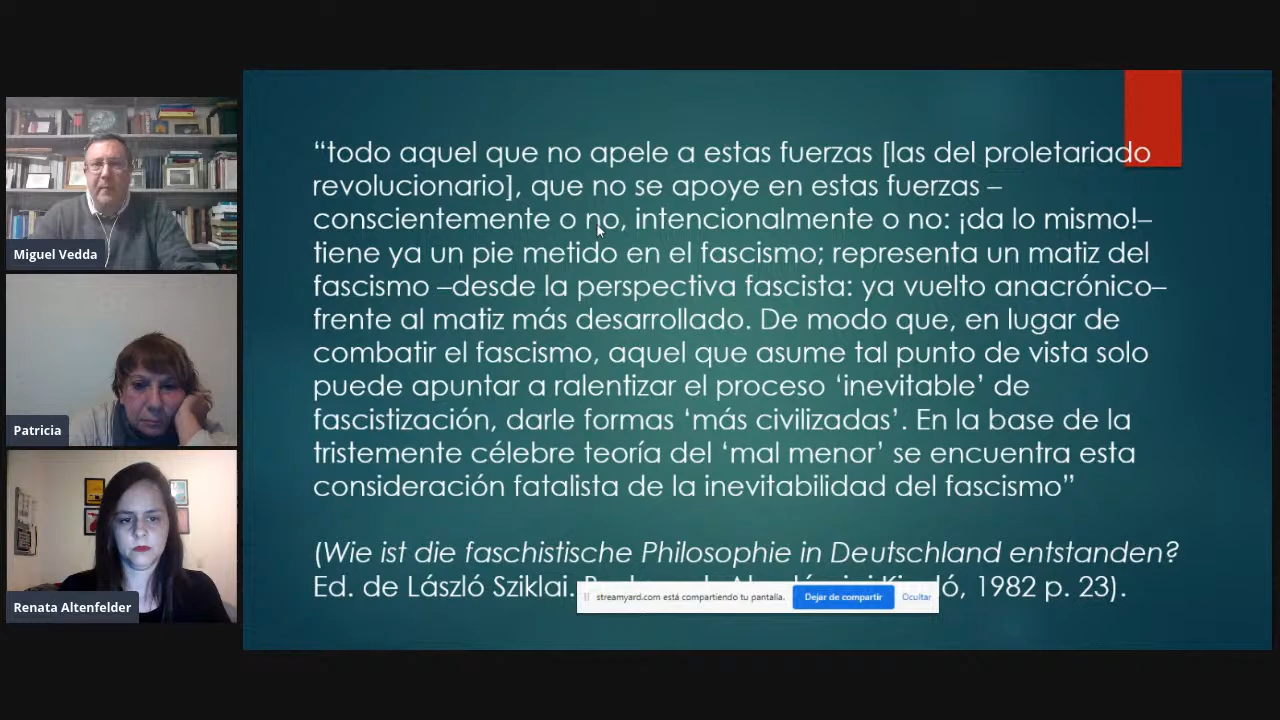 Miguel Vedda
Patricia
Renata Altenfelder
“todo aquel que no apele a estas fuerzas [las del proletariado
revolucionario], que no se apoye en estas fuerzas –
conscientemente o no, intencionalmente o no: ¡da lo mismo!–
tiene ya un pie metido en el fascismo; representa un matiz del
fascismo –desde la perspectiva fascista: ya vuelto anacrónico–
frente al matiz más desarrollado. De modo que, en lugar de
combatir el fascismo, aquel que asume tal punto de vista solo
puede apuntar a ralentizar el proceso ‘inevitable’ de
fascistización, darle formas ‘más civilizadas’. En la base de la
tristemente célebre teoría del ‘mal menor’ se encuentra esta
consideración fatalista de la inevitabilidad del fascismo”
(Wie ist die faschistische Philosophie in Deutschland entstanden?
Ed. de László Sziklai. 1982 p. 23).
streamyard.com está compartiendo tu pantalla. Dejar de compartir Ocultar